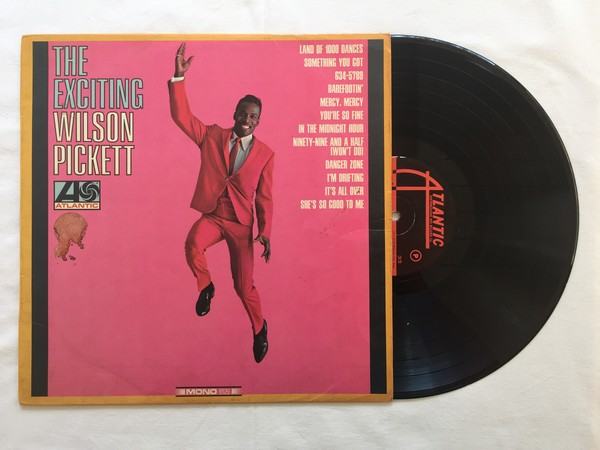 THE
EXCITING
WILSON
PICKETT
ATLANTIC
LAND OF 1000 DANCES
SOMETHING YOU GOT
634-5789
BAREFOOTIN'
MERCY, MERCY
YOU'RE SO FINE
IN THE MIDNIGHT HOUR
NINETY-NINE AND A HALF
(WON'T DO)
DANGER ZONE
I'M DRIFTING
IT'S ALL OVER
SHE'S SO GOOD TO ME
MONO
ATLANTIC
33
P